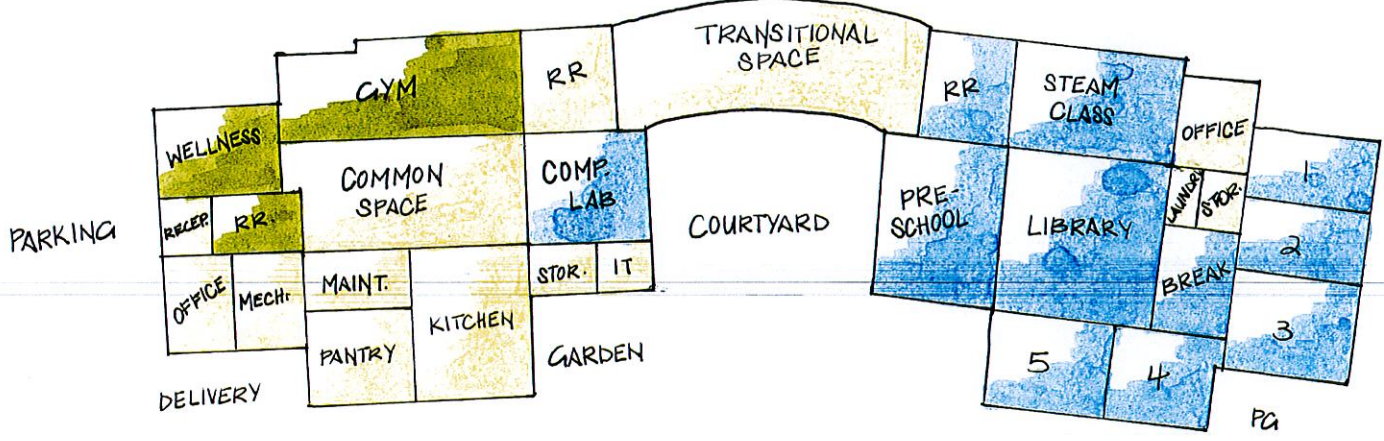 TRANSITIONAL
SPACE
GYM
RR
RR
STEAM
CLASS
OFFICE
WELLNESS
COMMON
SPACE
COMP.
LAB
PRE-
SCHOOL
LIBRARY
LAUNDRY
STOR.
1
PARKING
RECEP.
RR.
COURTYARD
2
OFFICE
MECH.
MAINT.
STOR.
IT
BREAK
3
PANTRY
KITCHEN
GARDEN
5
4
DELIVERY
PG